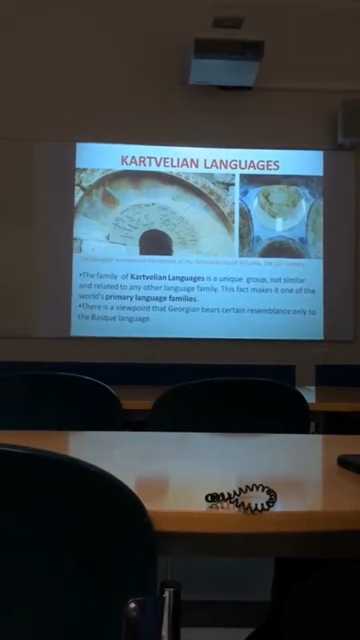 KARTVELIAN LANGUAGES
•The family of Kartvelian Languages is a unique group, not similar
and related to any other language family. This fact makes it one of the
world's primary language families.
•There is a viewpoint that Georgian bears certain resemblance only to
the Basque language.